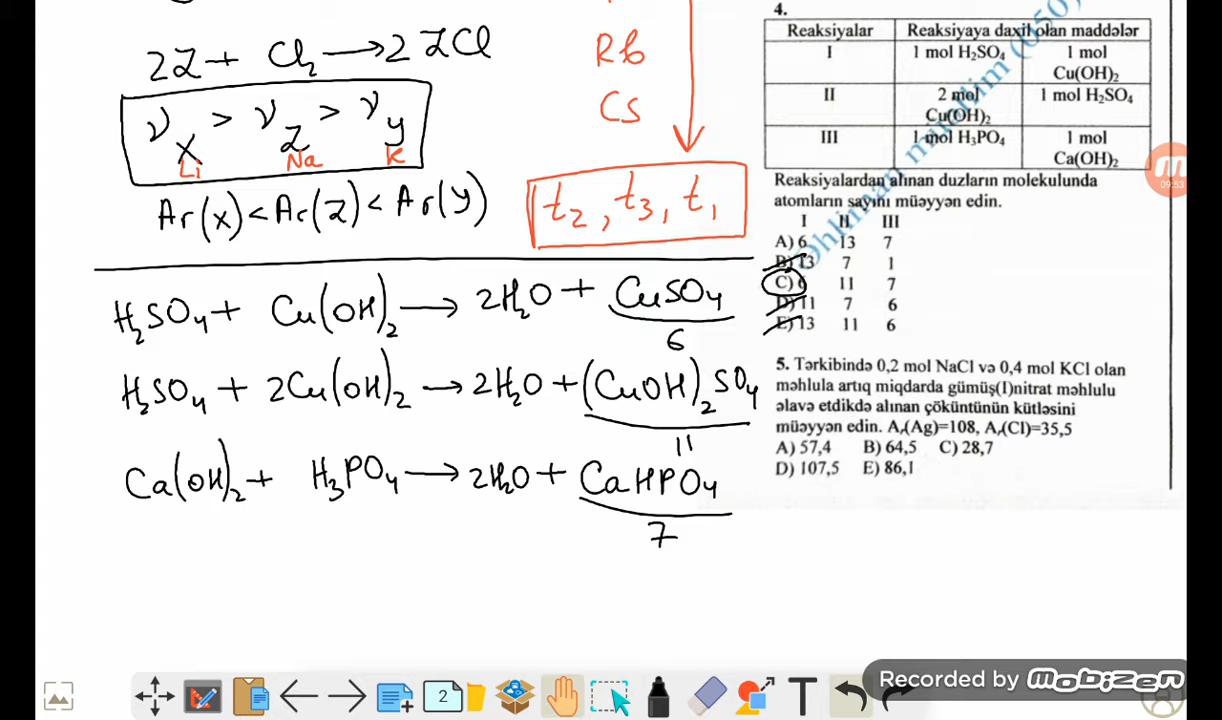 2Z + Cl₂ → 2ZCl
νX > νZ > νy
Li Na K
Ar(x) < Ar(z) < Ar(y)
Rb
Cs
t₂, t₃, t₁
H₂SO₄ + Cu(OH)₂ → 2H₂O + CuSO₄
6
H₂SO₄ + 2Cu(OH)₂ → 2H₂O + (CuOH)₂SO₄
11
Ca(OH)₂ + H₃PO₄ → 2H₂O + CaHPO₄
7
4.
Reaksiyalar Reaksiyaya daxil olan maddələr
I 1 mol H₂SO₄ 1 mol Cu(OH)₂
II 2 mol Cu(OH)₂ 1 mol H₂SO₄
III 1 mol H₃PO₄ 1 mol Ca(OH)₂
Reaksiyalardan alınan duzların molekulunda
atomların sayını müəyyən edin.
I II III
A) 6 13 7
B) 13 7 1
C) 6 11 7
D) 11 7 6
E) 13 11 6
5. Tərkibində 0,2 mol NaCl və 0,4 mol KCl olan
məhlula artıq miqdarda gümüş(I)nitrat məhlulu
əlavə etdikdə alınan çöküntünün kütləsini
müəyyən edin. Aᵣ(Ag)=108, Aᵣ(Cl)=35,5
A) 57,4 B) 64,5 C) 28,7
D) 107,5 E) 86,1
09:53
2
T
Recorded by mobizen